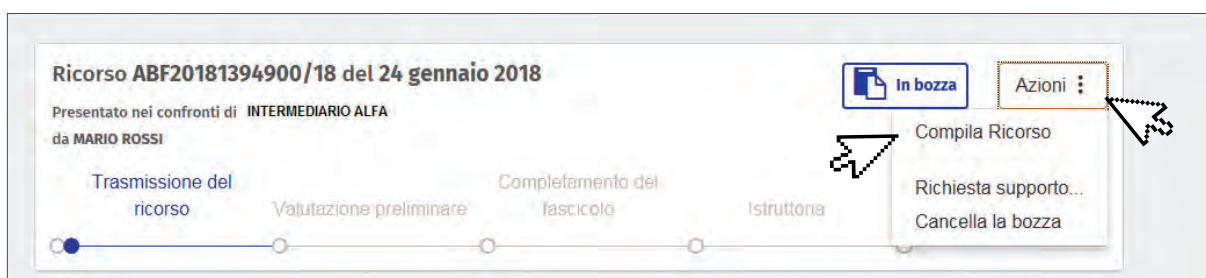 Ricorso ABF20181394900/18 del 24 gennaio 2018
In bozza
Azioni
Presentato nei confronti di INTERMEDIARIO ALFA
da MARIO ROSSI
Compila Ricorso
Richiesta supporto...
Cancella la bozza
Trasmissione del
ricorso
Valutazione preliminare
Completamento del
fascicolo
Istruttoria